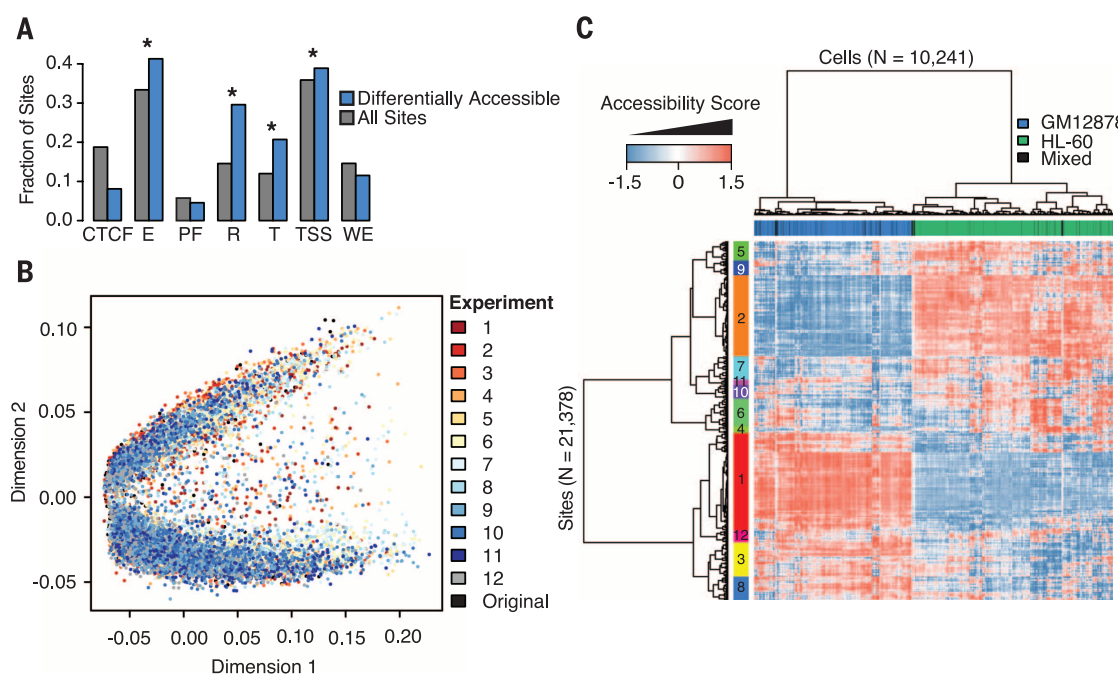 A
Fraction of Sites
0.4
0.3
0.2
0.1
0.0
* * * *
Differentially Accessible
All Sites
CTCF E PF R T TSS WE
B
Dimension 2
0.10
0.05
0.00
-0.05
-0.05 0.00 0.05 0.10 0.15 0.20
Dimension 1
Experiment
1
2
3
4
5
6
7
8
9
10
11
12
Original
C
Cells (N = 10,241)
Accessibility Score
-1.5 0 1.5
GM12878
HL-60
Mixed
Sites (N = 21,378)
5
9
2
7
11
10
6
4
1
12
3
8